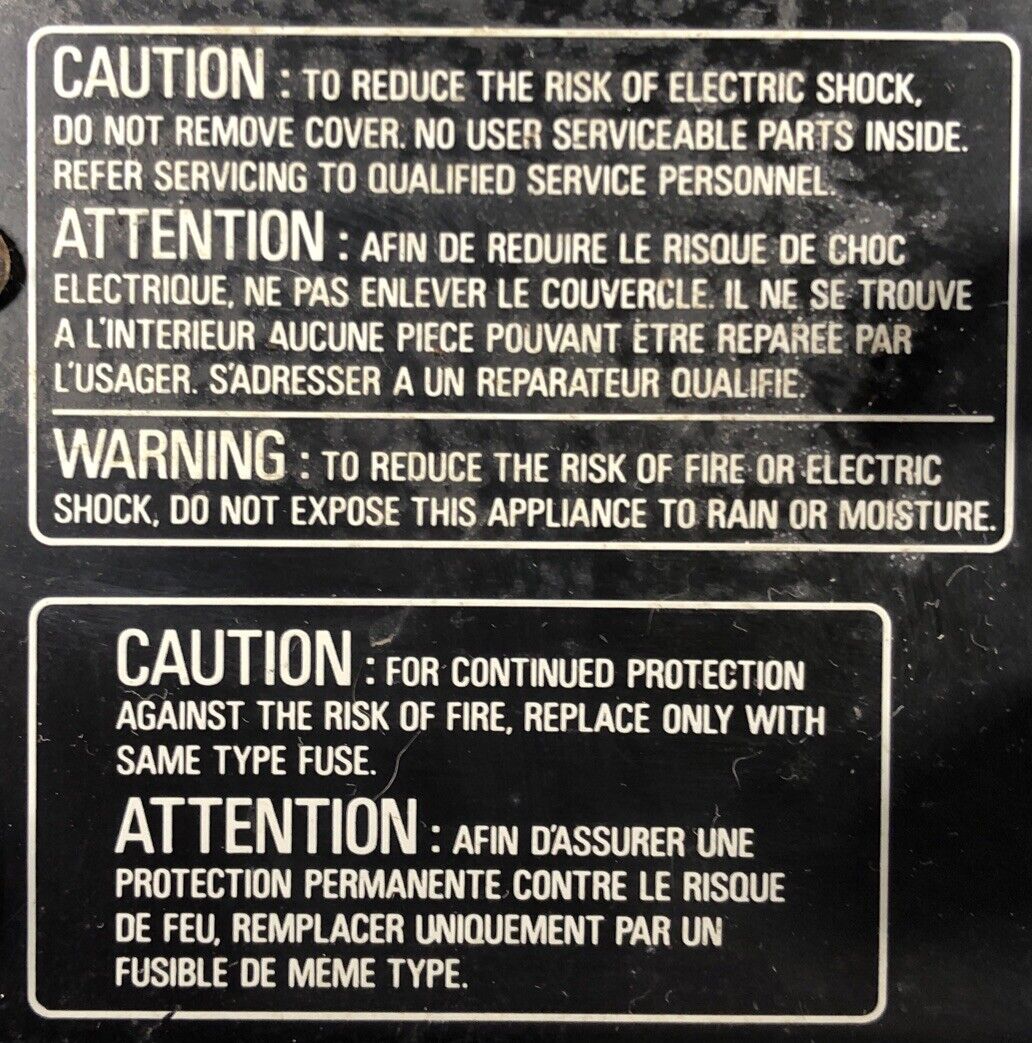 CAUTION : TO REDUCE THE RISK OF ELECTRIC SHOCK,
DO NOT REMOVE COVER. NO USER SERVICEABLE PARTS INSIDE.
REFER SERVICING TO QUALIFIED SERVICE PERSONNEL.
ATTENTION : AFIN DE REDUIRE LE RISQUE DE CHOC
ELECTRIQUE, NE PAS ENLEVER LE COUVERCLE. IL NE SE TROUVE
A L'INTERIEUR AUCUNE PIECE POUVANT ETRE REPAREE PAR
L'USAGER. S'ADRESSER A UN REPARATEUR QUALIFIE.
WARNING : TO REDUCE THE RISK OF FIRE OR ELECTRIC
SHOCK, DO NOT EXPOSE THIS APPLIANCE TO RAIN OR MOISTURE.
CAUTION : FOR CONTINUED PROTECTION
AGAINST THE RISK OF FIRE, REPLACE ONLY WITH
SAME TYPE FUSE.
ATTENTION : AFIN D'ASSURER UNE
PROTECTION PERMANENTE CONTRE LE RISQUE
DE FEU, REMPLACER UNIQUEMENT PAR UN
FUSIBLE DE MEME TYPE.